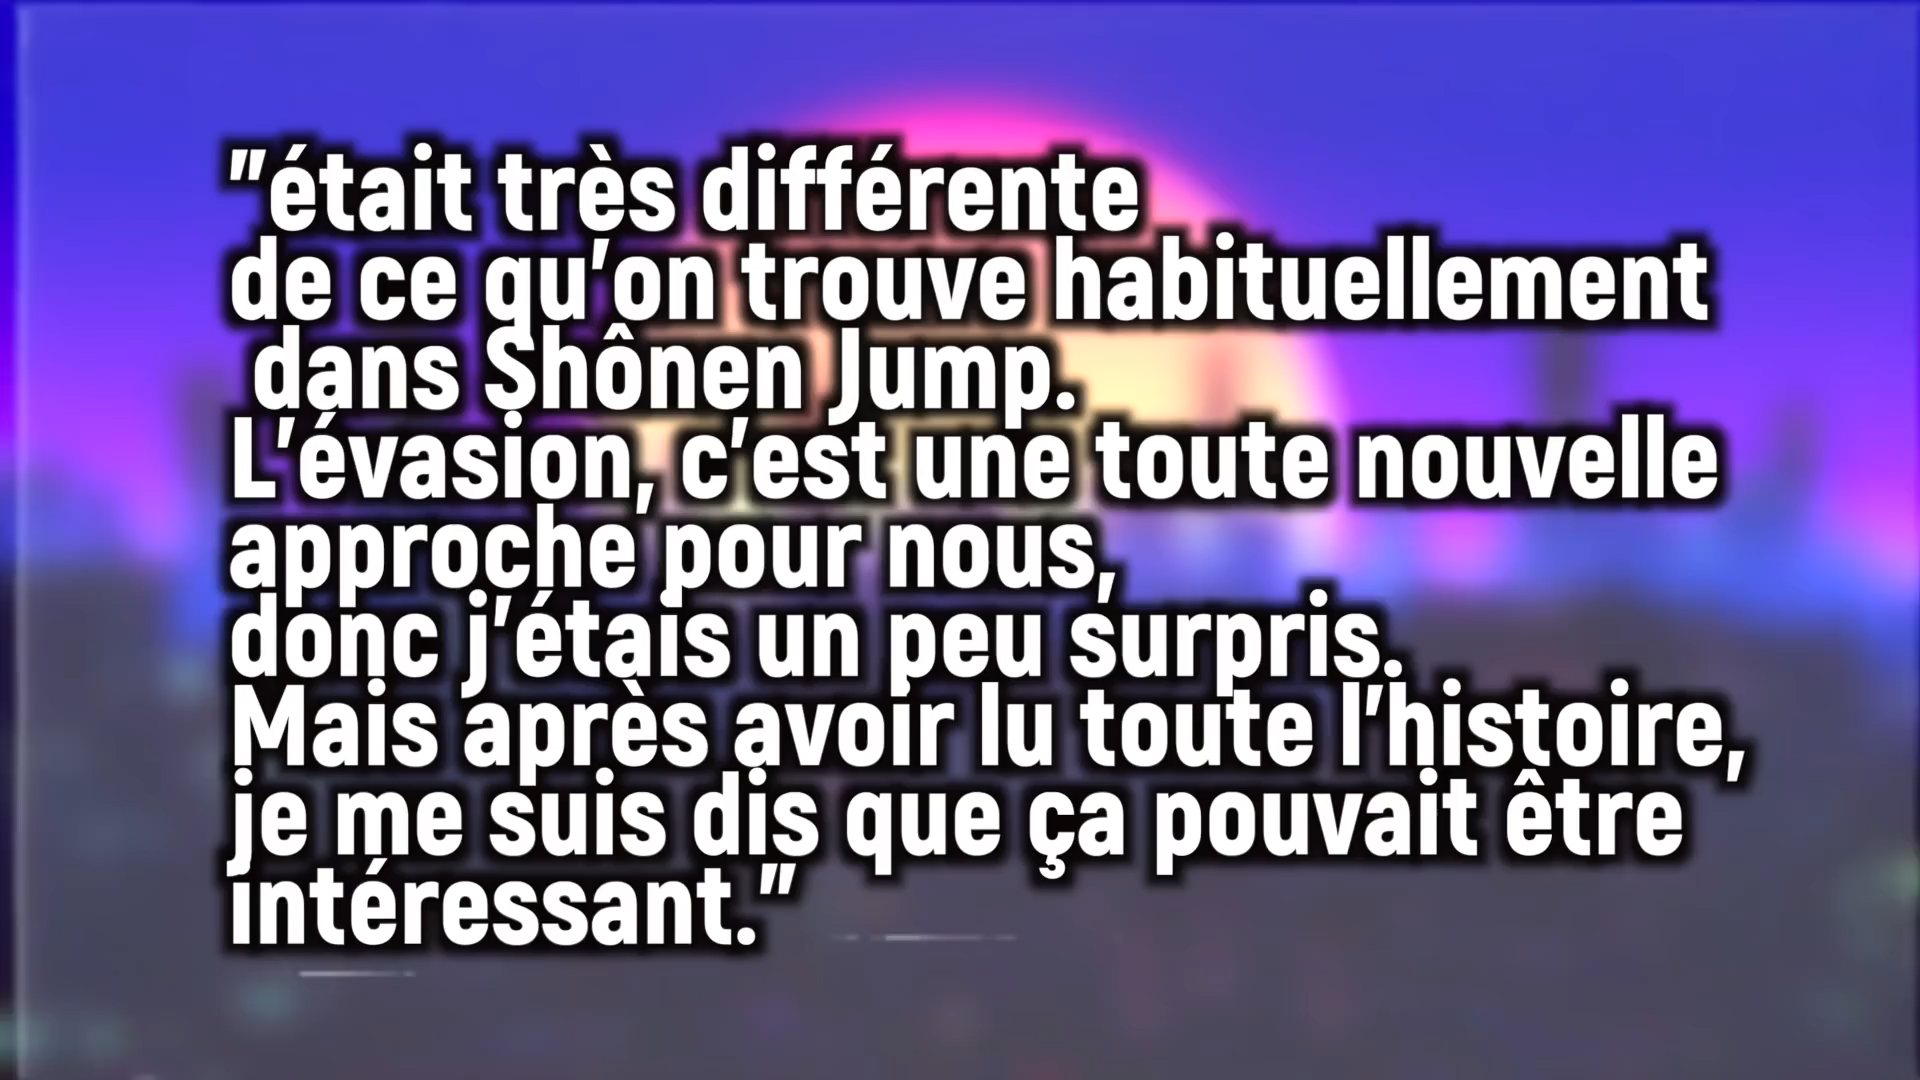 "était très différente
de ce qu'on trouve habituellement
dans Shônen Jump.
L'évasion, c'est une toute nouvelle
approche pour nous,
donc j'étais un peu surpris.
Mais après avoir lu toute l'histoire,
je me suis dis que ça pouvait être
intéressant."